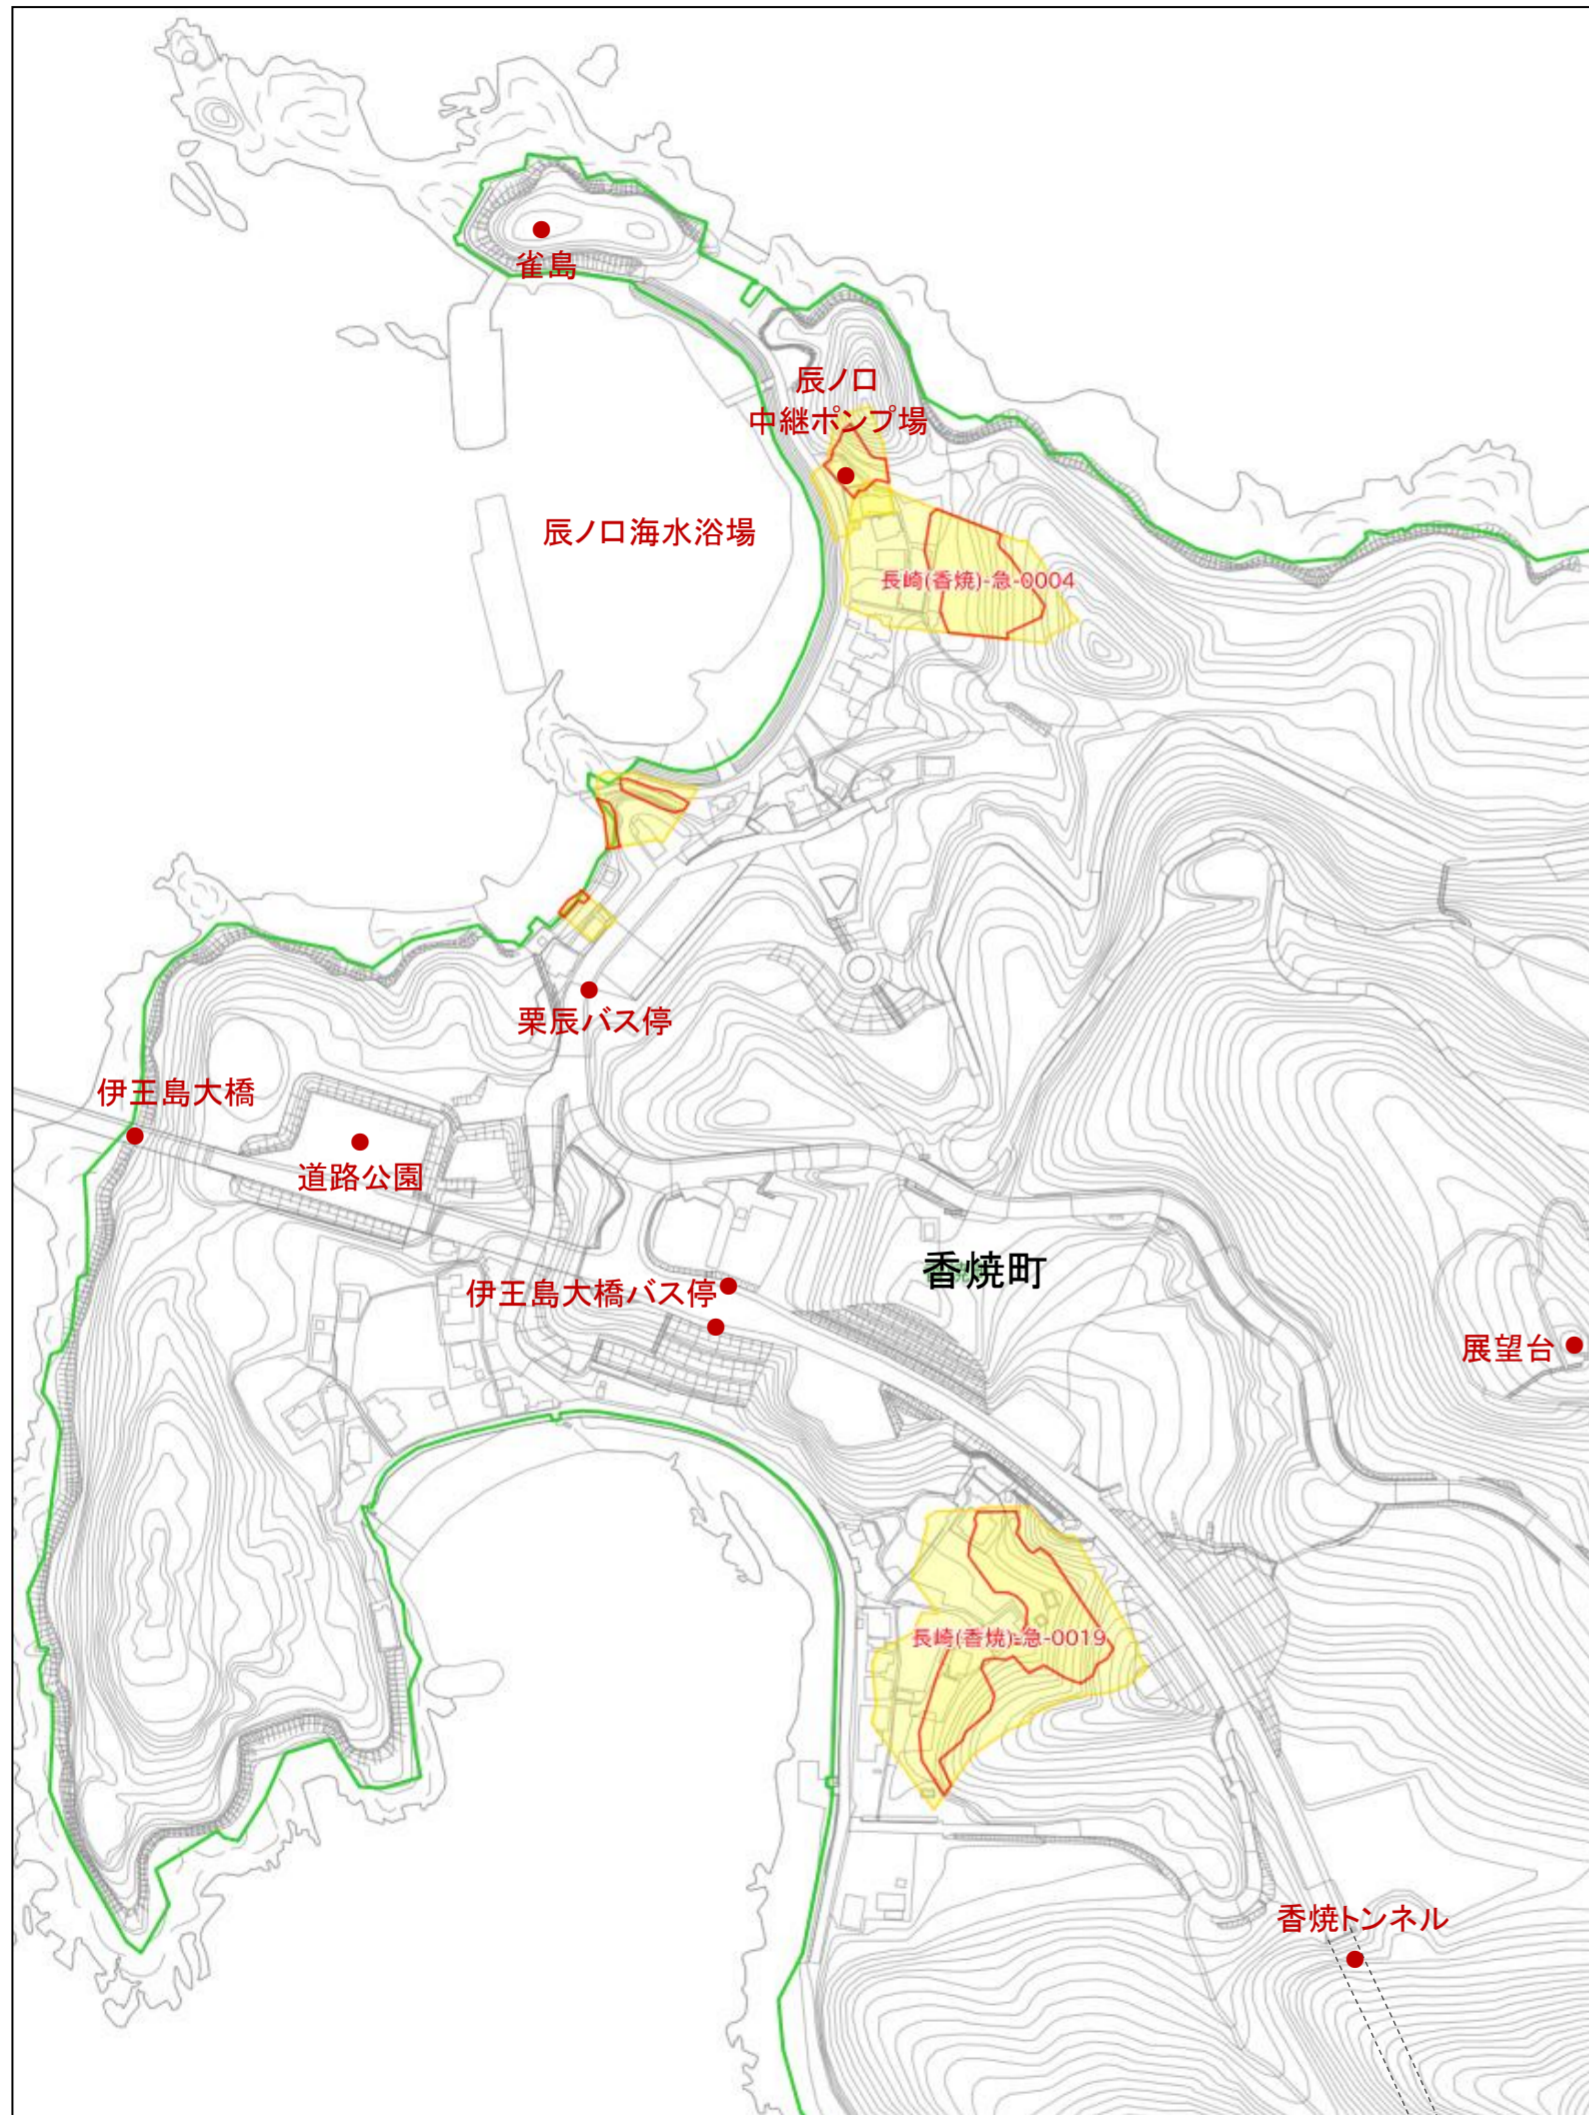 雀島
辰ノ口
中継ポンプ場
辰ノ口海水浴場
長崎(香焼)-急-0004
栗辰バス停
伊王島大橋
道路公園
香焼町
伊王島大橋バス停
展望台
長崎(香焼)-急-0019
香焼トンネル